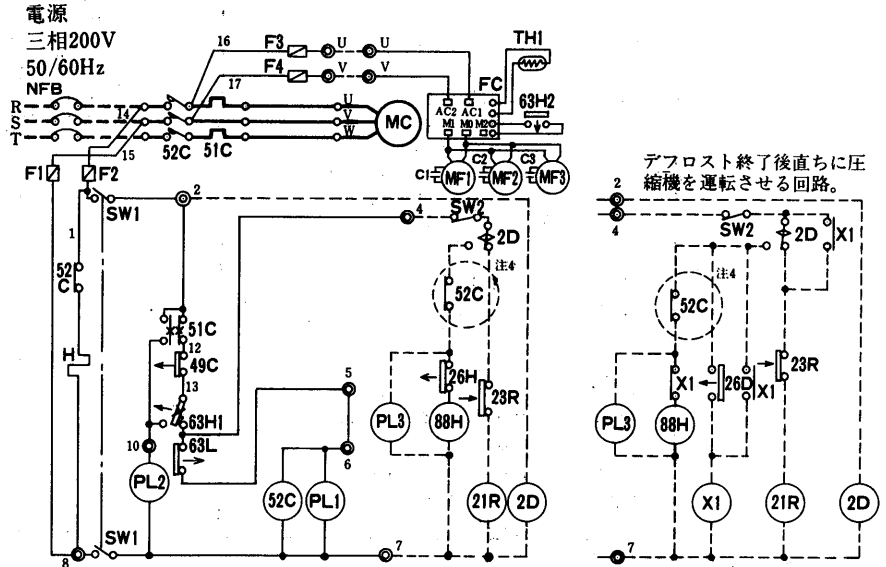 電源
三相200V
50/60Hz
NFB
R
S
T
14
15
16
17
F3
F4
U
U
V
V
TH1
FC
AC2
AC1
M1
M0
M2
63H2
U
V
W
MC
52C
51C
F1
F2
C1
C2
C3
MF1
MF2
MF3
デフロスト終了後直ちに圧
縮機を運転させる回路。
SW1
2
1
52
C
H
4
SW2
2D
注4
52C
51C
12
49C
13
63H1
63L
10
PL2
5
6
52C
PL1
26H
23R
PL3
88H
21R
2D
SW1
8
7
2
4
SW2
2D
X1
注4
52C
X1
26D
X1
23R
PL3
88H
X1
21R
2D
7